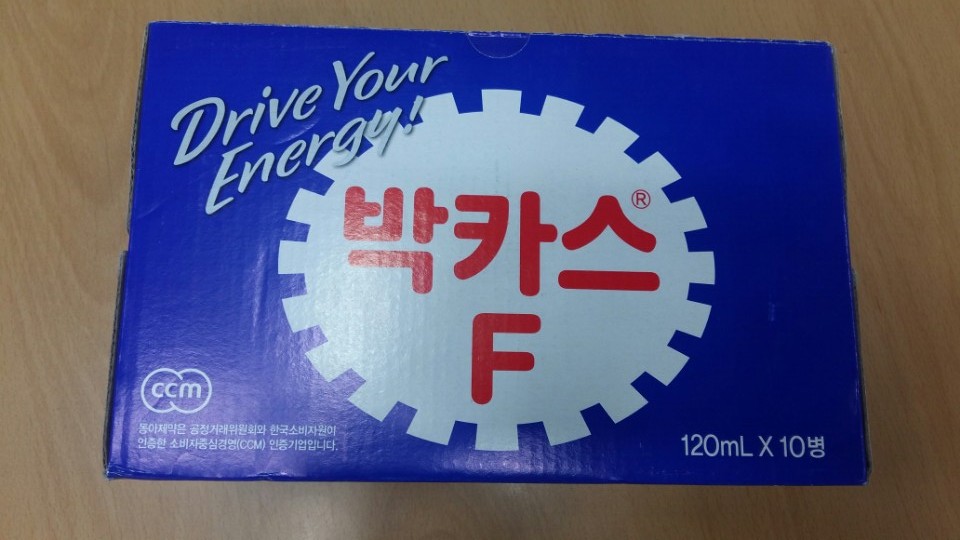 Drive Your
Energy!
박카스®
F
ccm
동아제약은 공정거래위원회와 한국소비자원이
인증한 소비자중심경영(CCM) 인증기업입니다.
120mL X 10병